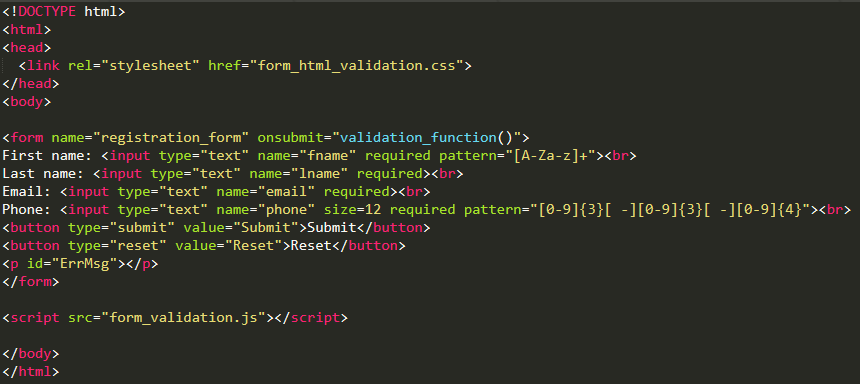 <!DOCTYPE html>
<html>
<head>
  <link rel="stylesheet" href="form_html_validation.css">
</head>
<body>

<form name="registration_form" onsubmit="validation_function()">
First name: <input type="text" name="fname" required pattern="[A-Za-z]+"><br>
Last name: <input type="text" name="lname" required><br>
Email: <input type="text" name="email" required><br>
Phone: <input type="text" name="phone" size=12 required pattern="[0-9]{3}[ -][0-9]{3}[ -][0-9]{4}"><br>
<button type="submit" value="Submit">Submit</button>
<button type="reset" value="Reset">Reset</button>
<p id="ErrMsg"></p>
</form>

<script src="form_validation.js"></script>

</body>
</html>